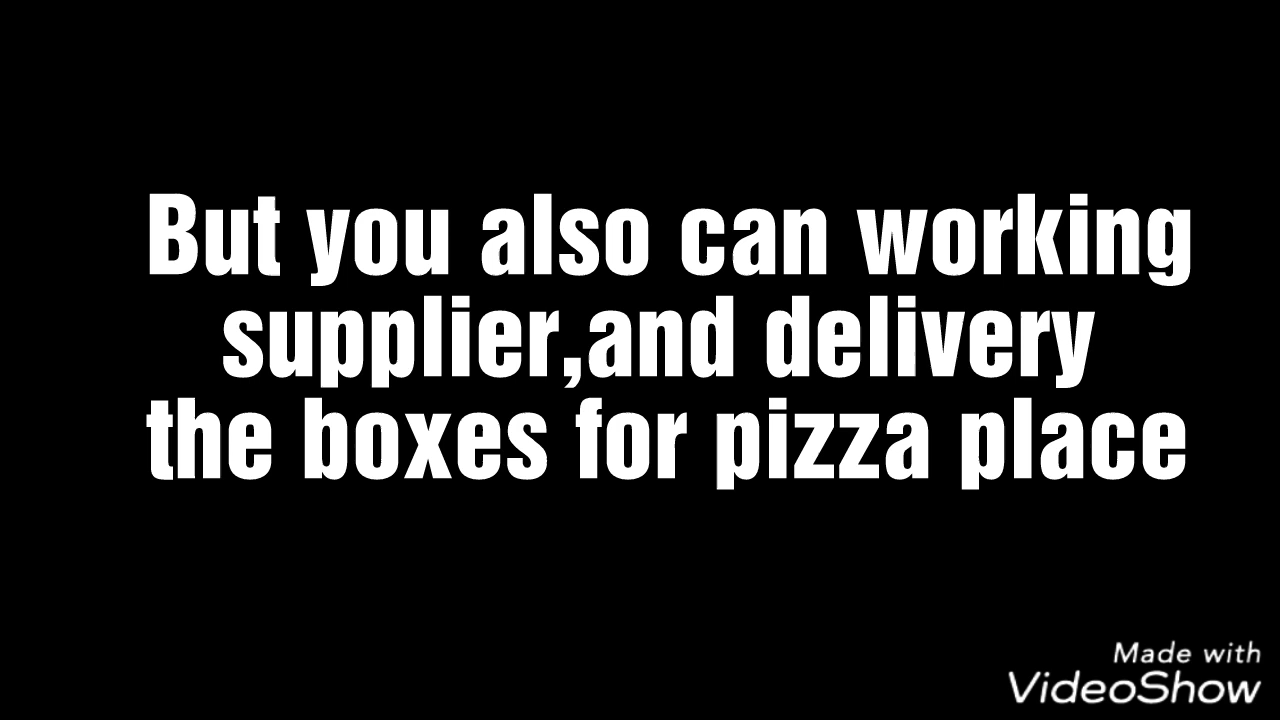 But you also can working
supplier,and delivery
the boxes for pizza place
Made with
VideoShow